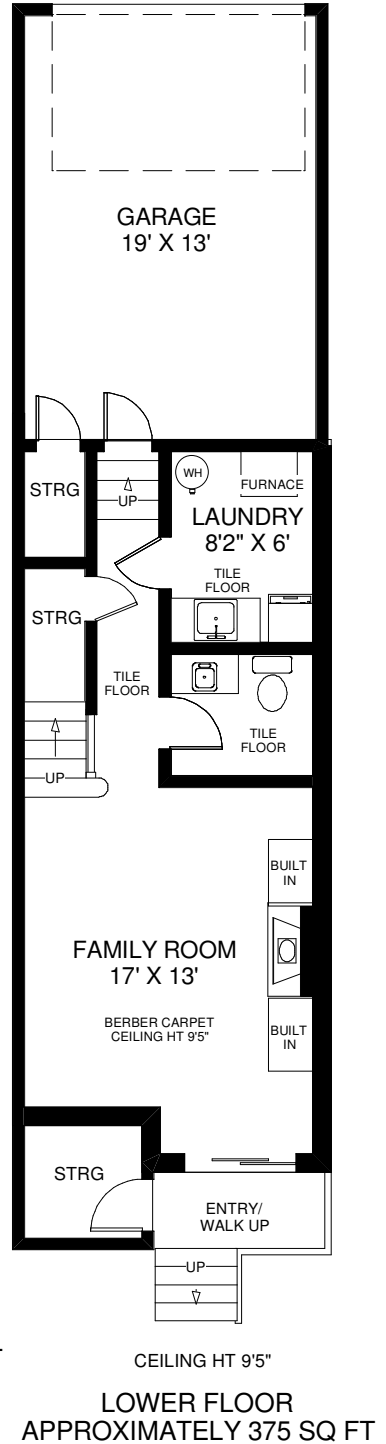 GARAGE
19' X 13'
STRG
UP
WH
FURNACE
LAUNDRY
8'2" X 6'
TILE
FLOOR
STRG
TILE
FLOOR
TILE
FLOOR
UP
BUILT
IN
FAMILY ROOM
17' X 13'
BERBER CARPET
CEILING HT 9'5"
BUILT
IN
STRG
ENTRY/
WALK UP
UP
CEILING HT 9'5"
LOWER FLOOR
APPROXIMATELY 375 SQ FT